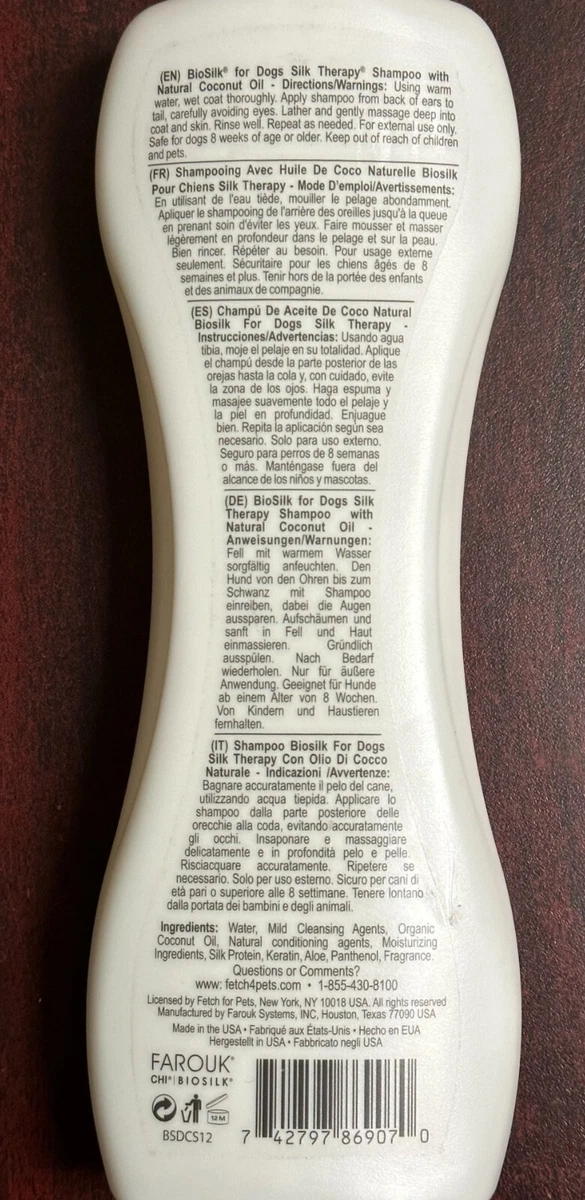 (EN) BioSilk® for Dogs Silk Therapy® Shampoo with
Natural Coconut Oil - Directions/Warnings: Using warm
water, wet coat thoroughly. Apply shampoo from back of ears to
tail, carefully avoiding eyes. Lather and gently massage deep into
coat and skin. Rinse well. Repeat as needed. For external use only.
Safe for dogs 8 weeks of age or older. Keep out of reach of children
and pets.
(FR) Shampooing Avec Huile De Coco Naturelle Biosilk
Pour Chiens Silk Therapy - Mode D'emploi/Avertissements:
En utilisant de l'eau tiède, mouiller le pelage abondamment.
Apliquer le shampooing de l'arrière des oreilles jusqu'à la queue
en prenant soin d'éviter les yeux. Faire mousser et masser
légèrement en profondeur dans le pelage et sur la peau.
Bien rincer. Répéter au besoin. Pour usage externe
seulement. Sécuritaire pour les chiens âgés de 8
semaines et plus. Tenir hors de la portée des enfants
et des animaux de compagnie.
(ES) Champú De Aceite De Coco Natural
Biosilk For Dogs Silk Therapy -
Instrucciones/Advertencias: Usando agua
tibia, moje el pelaje en su totalidad. Aplique
el champú desde la parte posterior de las
orejas hasta la cola y, con cuidado, evite
la zona de los ojos. Haga espuma y
masajee suavemente todo el pelaje y
la piel en profundidad. Enjuague
bien. Repita la aplicación según sea
necesario. Solo para uso externo.
Seguro para perros de 8 semanas
o más. Manténgase fuera del
alcance de los niños y mascotas.
(DE) BioSilk for Dogs Silk
Therapy Shampoo with
Natural Coconut Oil -
Anweisungen/Warnungen:
Fell mit warmem Wasser
sorgfältig anfeuchten. Den
Hund von den Ohren bis zum
Schwanz mit Shampoo
einreiben, dabei die Augen
aussparen. Aufschäumen und
sanft in Fell und Haut
einmassieren. Gründlich
ausspülen. Nach Bedarf
wiederholen. Nur für äußere
Anwendung. Geeignet für Hunde
ab einem Alter von 8 Wochen.
Von Kindern und Haustieren
fernhalten.
(IT) Shampoo Biosilk For Dogs
Silk Therapy Con Olio Di Cocco
Naturale - Indicazioni /Avvertenze:
Bagnare accuratamente il pelo del cane,
utilizzando acqua tiepida. Applicare lo
shampoo dalla parte posteriore delle
orecchie alla coda, evitando accuratamente
gli occhi. Insaponare e massaggiare
delicatamente e in profondità pelo e pelle.
Risciacquare accuratamente. Ripetere se
necessario. Solo per uso esterno. Sicuro per cani di
età pari o superiore alle 8 settimane. Tenere lontano
dalla portata dei bambini e degli animali.
Ingredients: Water, Mild Cleansing Agents, Organic
Coconut Oil, Natural conditioning agents, Moisturizing
Ingredients, Silk Protein, Keratin, Aloe, Panthenol, Fragrance.
Questions or Comments?
www: fetch4pets.com • 1-855-430-8100
Licensed by Fetch for Pets, New York, NY 10018 USA. All rights reserved
Manufactured by Farouk Systems, INC, Houston, Texas 77090 USA
Made in the USA • Fabriqué aux États-Unis • Hecho en EUA
Hergestellt in USA • Fabbricato negli USA
FAROUK®
CHI® | BIOSILK®
12 M
BSDCS12
7 42797 86907 0